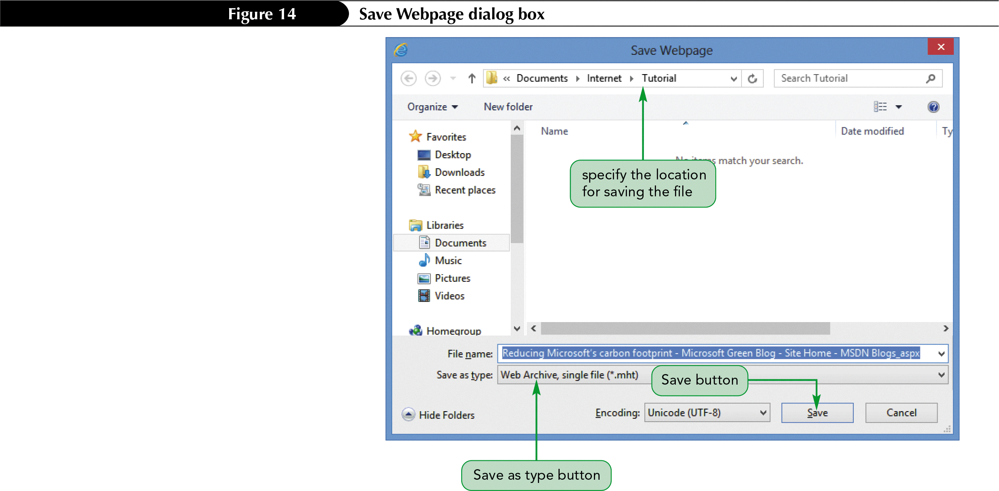 Figure 14 Save Webpage dialog box
Save Webpage
« Documents Internet Tutorial Search Tutorial
Organize New folder
Name Date modified Ty
Favorites
Desktop
Downloads
Recent places
match your search.
specify the location
for saving the file
Libraries
Documents
Music
Pictures
Videos
Homegroup
File name: Reducing Microsoft's carbon footprint - Microsoft Green Blog - Site Home - MSDN Blogs_aspx
Save as type: Web Archive, single file (*.mht)
Save button
Hide Folders Encoding: Unicode (UTF-8) Save Cancel
Save as type button